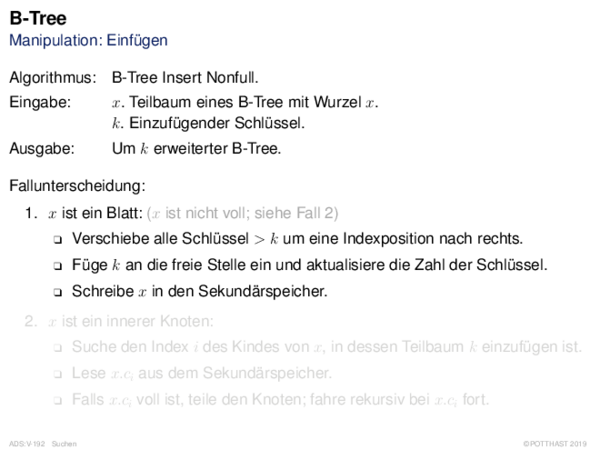 B-Tree
Manipulation: Einfügen
Algorithmus: B-Tree Insert Nonfull.
Eingabe: x. Teilbaum eines B-Tree mit Wurzel x.
k. Einzufügender Schlüssel.
Ausgabe: Um k erweiterter B-Tree.
Fallunterscheidung:
1. x ist ein Blatt: (x ist nicht voll; siehe Fall 2)
❑ Verschiebe alle Schlüssel > k um eine Indexposition nach rechts.
❑ Füge k an die freie Stelle ein und aktualisiere die Zahl der Schlüssel.
❑ Schreibe x in den Sekundärspeicher.
2. x ist ein innerer Knoten:
❑ Suche den Index i des Kindes von x, in dessen Teilbaum k einzufügen ist.
❑ Lese x.cᵢ aus dem Sekundärspeicher.
❑ Falls x.cᵢ voll ist, teile den Knoten; fahre rekursiv bei x.cᵢ fort.
ADS:V-192 Suchen ©POTTHAST 2019